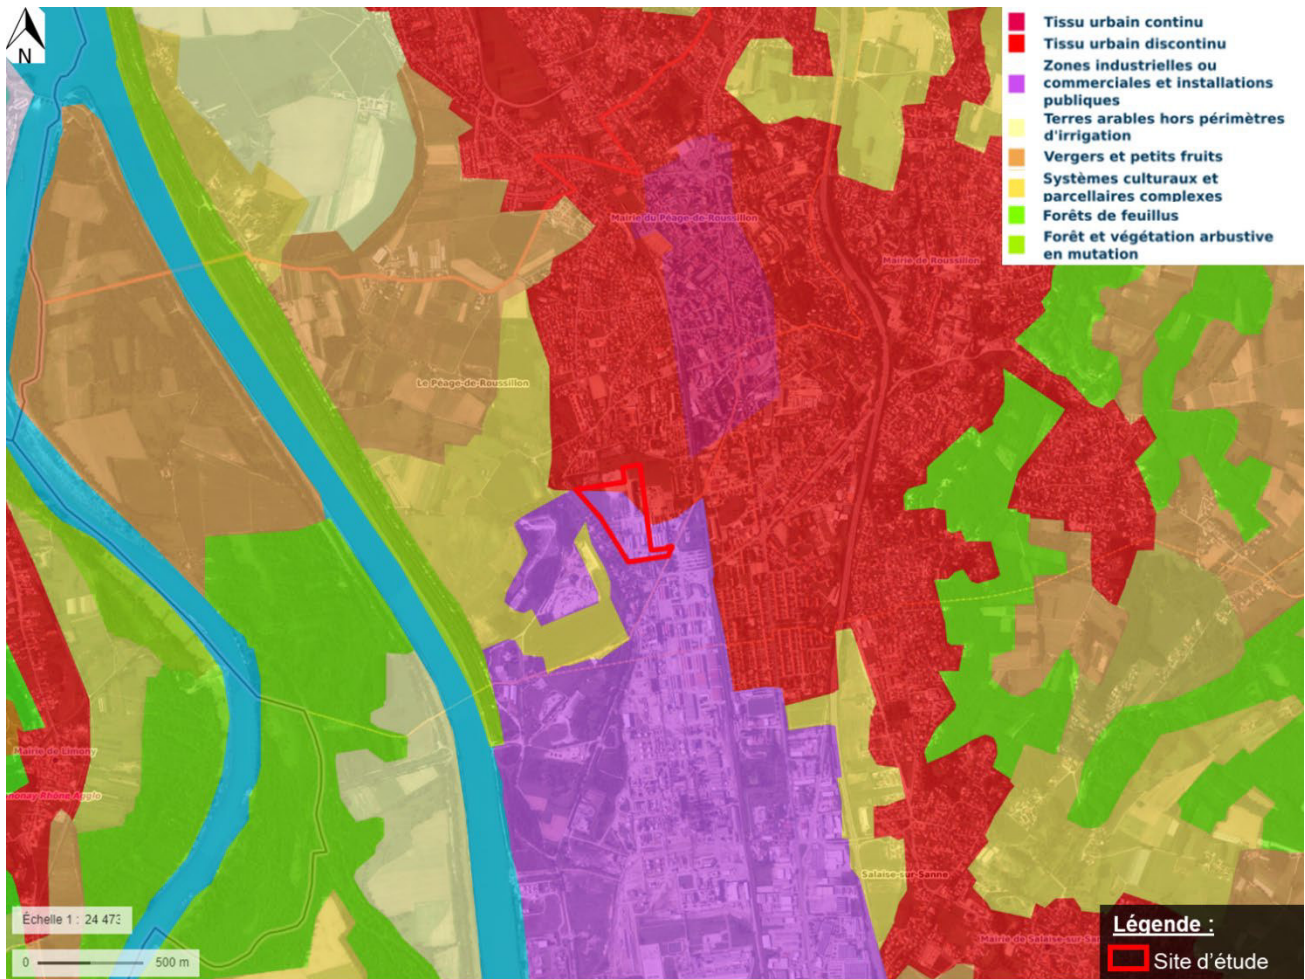 N
Tissu urbain continu
Tissu urbain discontinu
Zones industrielles ou
commerciales et installations
publiques
Terres arables hors périmètres
d'irrigation
Vergers et petits fruits
Systèmes culturaux et
parcellaires complexes
Forêts de feuillus
Forêt et végétation arbustive
en mutation
Mairie du Péage-de-Roussillon
Mairie de Roussillon
Le Péage-de-Roussillon
Mairie de Limony
Rhône Agglo
Salaise-sur-Sanne
Mairie de Salaise-sur-
Échelle 1 : 24 473
0 500 m
Légende :
Site d'étude